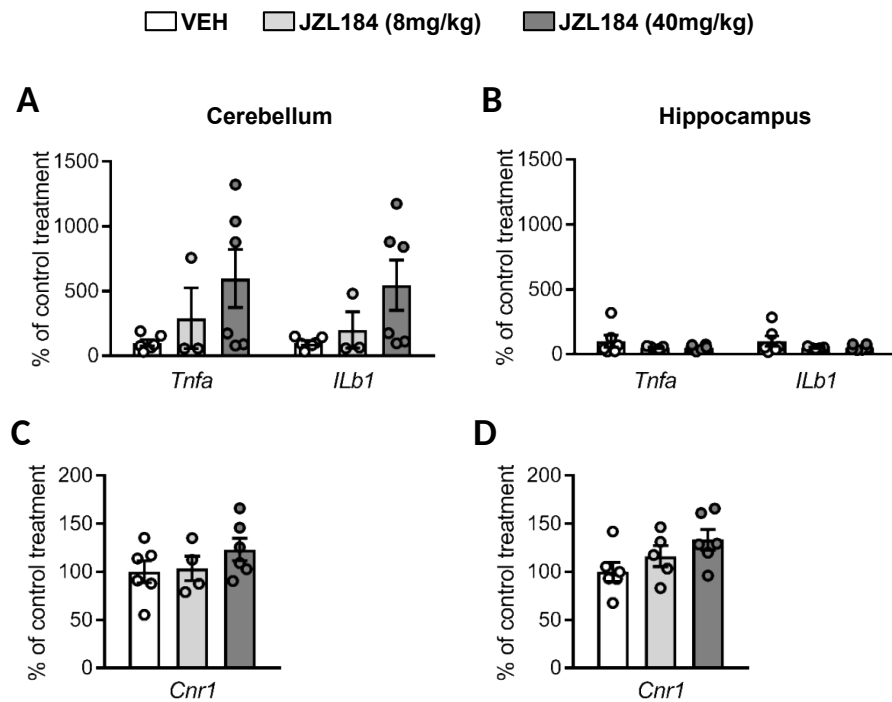 VEH JZL184 (8mg/kg) JZL184 (40mg/kg)
A
Cerebellum
% of control treatment
1500
1000
500
0
Tnfa ILb1
B
Hippocampus
% of control treatment
1500
1000
500
0
Tnfa ILb1
C
% of control treatment
200
150
100
50
0
Cnr1
D
% of control treatment
200
150
100
50
0
Cnr1